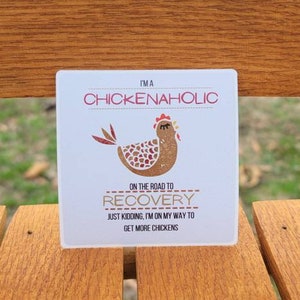 I'M A
CHICKENAHOLIC
ON THE ROAD TO
RECOVERY
JUST KIDDING, I'M ON MY WAY TO
GET MORE CHICKENS